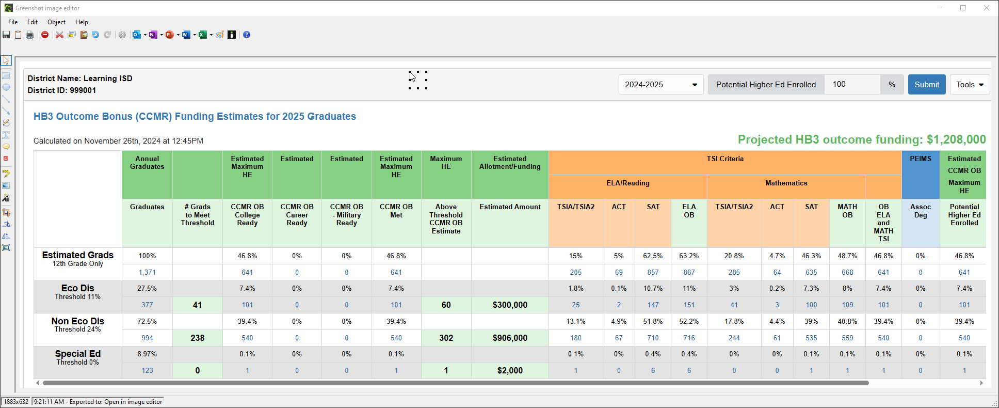 Greenshot image editor
File Edit Object Help
District Name: Learning ISD
District ID: 999001
2024-2025 Potential Higher Ed Enrolled 100 % Submit Tools
HB3 Outcome Bonus (CCMR) Funding Estimates for 2025 Graduates
Calculated on November 26th, 2024 at 12:45PM
Projected HB3 outcome funding: $1,208,000
Annual Graduates
Estimated Maximum HE
Estimated
Estimated
Estimated Maximum HE
Maximum HE
Estimated Allotment/Funding
TSI Criteria
PEIMS
Estimated CCMR OB Maximum HE
ELA/Reading
Mathematics
Graduates
# Grads to Meet Threshold
CCMR OB College Ready
CCMR OB Career Ready
CCMR OB - Military Ready
CCMR OB Met
Above Threshold CCMR OB Estimate
Estimated Amount
TSIA/TSIA2
ACT
SAT
ELA OB
TSIA/TSIA2
ACT
SAT
MATH OB
OB ELA and MATH TSI
Assoc Deg
Potential Higher Ed Enrolled
Estimated Grads 100% 46.8% 0% 0% 46.8% 15% 5% 62.5% 63.2% 20.8% 4.7% 46.3% 48.7% 46.8% 0% 46.8%
12th Grade Only
1,371 641 0 0 641 205 69 857 867 285 64 635 668 641 0 641
Eco Dis 27.5% 7.4% 0% 0% 7.4% 1.8% 0.1% 10.7% 11% 3% 0.2% 7.3% 8% 7.4% 0% 7.4%
Threshold 11%
377 41 101 0 0 101 60 $300,000 25 2 147 151 41 3 100 109 101 0 101
Non Eco Dis 72.5% 39.4% 0% 0% 39.4% 13.1% 4.9% 51.8% 52.2% 17.8% 4.4% 39% 40.8% 39.4% 0% 39.4%
Threshold 24%
994 238 540 0 0 540 302 $906,000 180 67 710 716 244 61 535 559 540 0 540
Special Ed 8.97% 0.1% 0% 0% 0.1% 0.1% 0% 0.4% 0.4% 0% 0% 0.1% 0.1% 0.1% 0% 0.1%
Threshold 0%
123 0 1 0 0 1 1 $2,000 1 0 6 6 0 0 1 1 1 0 1
1883x632 9:21:11 AM - Exported to: Open in image editor